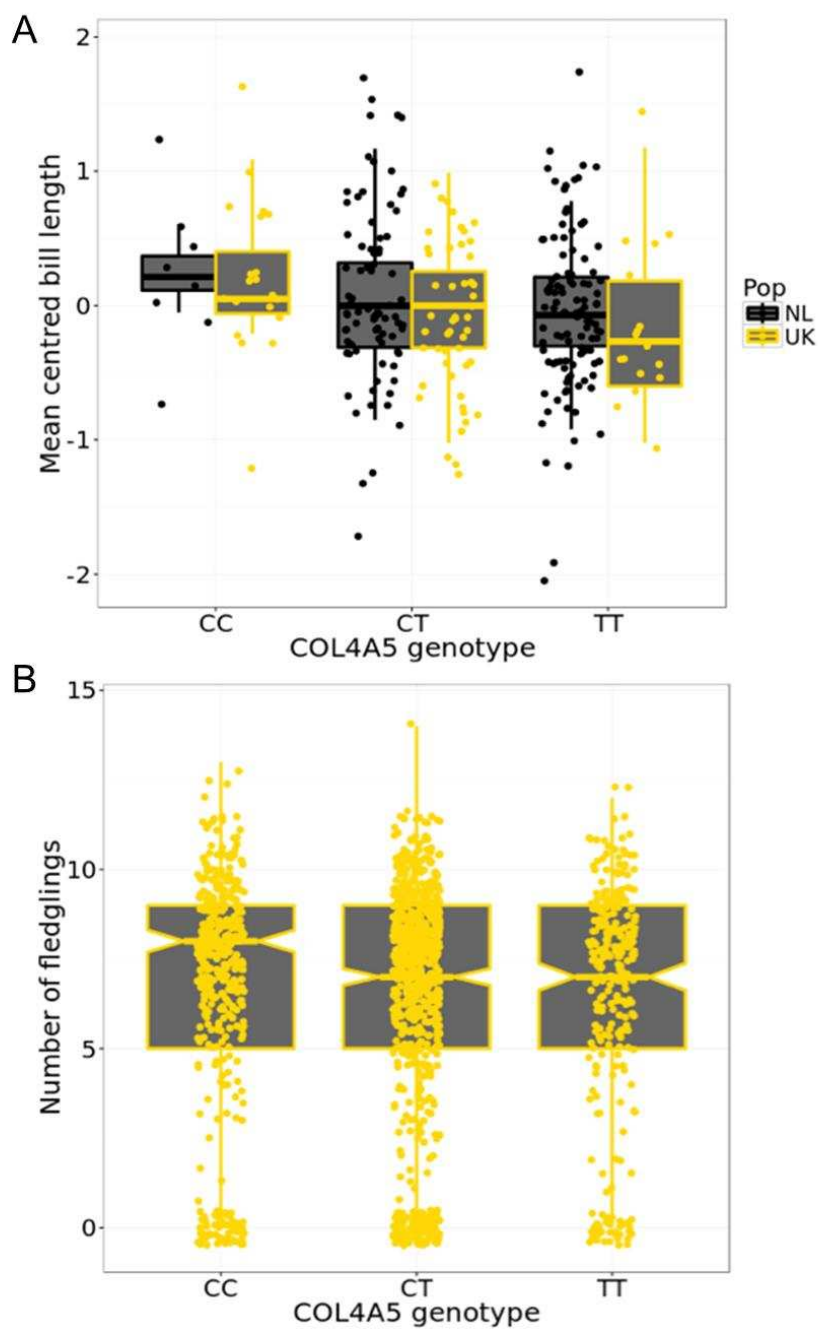 A
Mean centred bill length
2
1
0
-1
-2
CC CT TT
COL4A5 genotype
Pop
NL
UK
B
Number of fledglings
15
10
5
0
CC CT TT
COL4A5 genotype